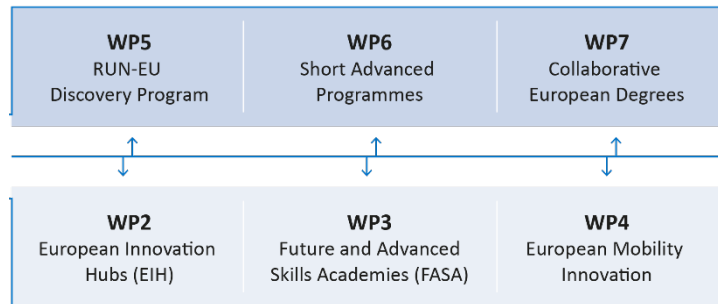 WP5
RUN-EU
Discovery Program
WP6
Short Advanced
Programmes
WP7
Collaborative
European Degrees
WP2
European Innovation
Hubs (EIH)
WP3
Future and Advanced
Skills Academies (FASA)
WP4
European Mobility
Innovation